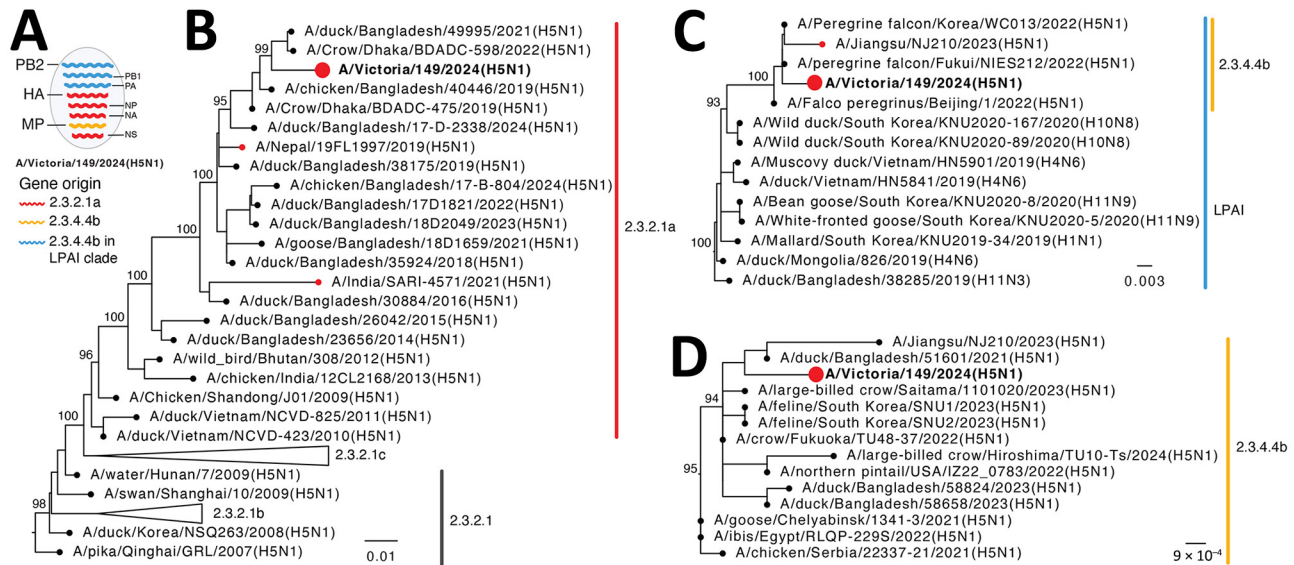 A
PB2
PB1
PA
HA
NP
NA
MP
NS
A/Victoria/149/2024(H5N1)
Gene origin
2.3.2.1a
2.3.4.4b
2.3.4.4b in
LPAI clade
B
A/duck/Bangladesh/49995/2021(H5N1)
99
A/Crow/Dhaka/BDADC-598/2022(H5N1)
A/Victoria/149/2024(H5N1)
A/chicken/Bangladesh/40446/2019(H5N1)
95
A/Crow/Dhaka/BDADC-475/2019(H5N1)
A/duck/Bangladesh/17-D-2338/2024(H5N1)
A/Nepal/19FL1997/2019(H5N1)
A/duck/Bangladesh/38175/2019(H5N1)
100
A/chicken/Bangladesh/17-B-804/2024(H5N1)
A/duck/Bangladesh/17D1821/2022(H5N1)
A/duck/Bangladesh/18D2049/2023(H5N1)
100
A/goose/Bangladesh/18D1659/2021(H5N1)
A/duck/Bangladesh/35924/2018(H5N1)
100
A/India/SARI-4571/2021(H5N1)
A/duck/Bangladesh/30884/2016(H5N1)
100
A/duck/Bangladesh/26042/2015(H5N1)
A/duck/Bangladesh/23656/2014(H5N1)
96
A/wild_bird/Bhutan/308/2012(H5N1)
A/chicken/India/12CL2168/2013(H5N1)
A/Chicken/Shandong/J01/2009(H5N1)
100
A/duck/Vietnam/NCVD-825/2011(H5N1)
A/duck/Vietnam/NCVD-423/2010(H5N1)
2.3.2.1c
A/water/Hunan/7/2009(H5N1)
A/swan/Shanghai/10/2009(H5N1)
98
2.3.2.1b
A/duck/Korea/NSQ263/2008(H5N1)
A/pika/Qinghai/GRL/2007(H5N1)
0.01
2.3.2.1a
2.3.2.1
C
A/Peregrine falcon/Korea/WC013/2022(H5N1)
A/Jiangsu/NJ210/2023(H5N1)
A/peregrine falcon/Fukui/NIES212/2022(H5N1)
100
A/Victoria/149/2024(H5N1)
93
A/Falco peregrinus/Beijing/1/2022(H5N1)
A/Wild duck/South Korea/KNU2020-167/2020(H10N8)
A/Wild duck/South Korea/KNU2020-89/2020(H10N8)
A/Muscovy duck/Vietnam/HN5901/2019(H4N6)
A/duck/Vietnam/HN5841/2019(H4N6)
A/Bean goose/South Korea/KNU2020-8/2020(H11N9)
A/White-fronted goose/South Korea/KNU2020-5/2020(H11N9)
100
A/Mallard/South Korea/KNU2019-34/2019(H1N1)
A/duck/Mongolia/826/2019(H4N6)
A/duck/Bangladesh/38285/2019(H11N3)
0.003
2.3.4.4b
LPAI
D
A/Jiangsu/NJ210/2023(H5N1)
A/duck/Bangladesh/51601/2021(H5N1)
A/Victoria/149/2024(H5N1)
A/large-billed crow/Saitama/1101020/2023(H5N1)
94
A/feline/South Korea/SNU1/2023(H5N1)
A/feline/South Korea/SNU2/2023(H5N1)
A/crow/Fukuoka/TU48-37/2022(H5N1)
A/large-billed crow/Hiroshima/TU10-Ts/2024(H5N1)
95
A/northern pintail/USA/IZ22_0783/2022(H5N1)
A/duck/Bangladesh/58824/2023(H5N1)
A/duck/Bangladesh/58658/2023(H5N1)
A/goose/Chelyabinsk/1341-3/2021(H5N1)
A/ibis/Egypt/RLQP-229S/2022(H5N1)
A/chicken/Serbia/22337-21/2021(H5N1)
9 × 10⁻⁴
2.3.4.4b